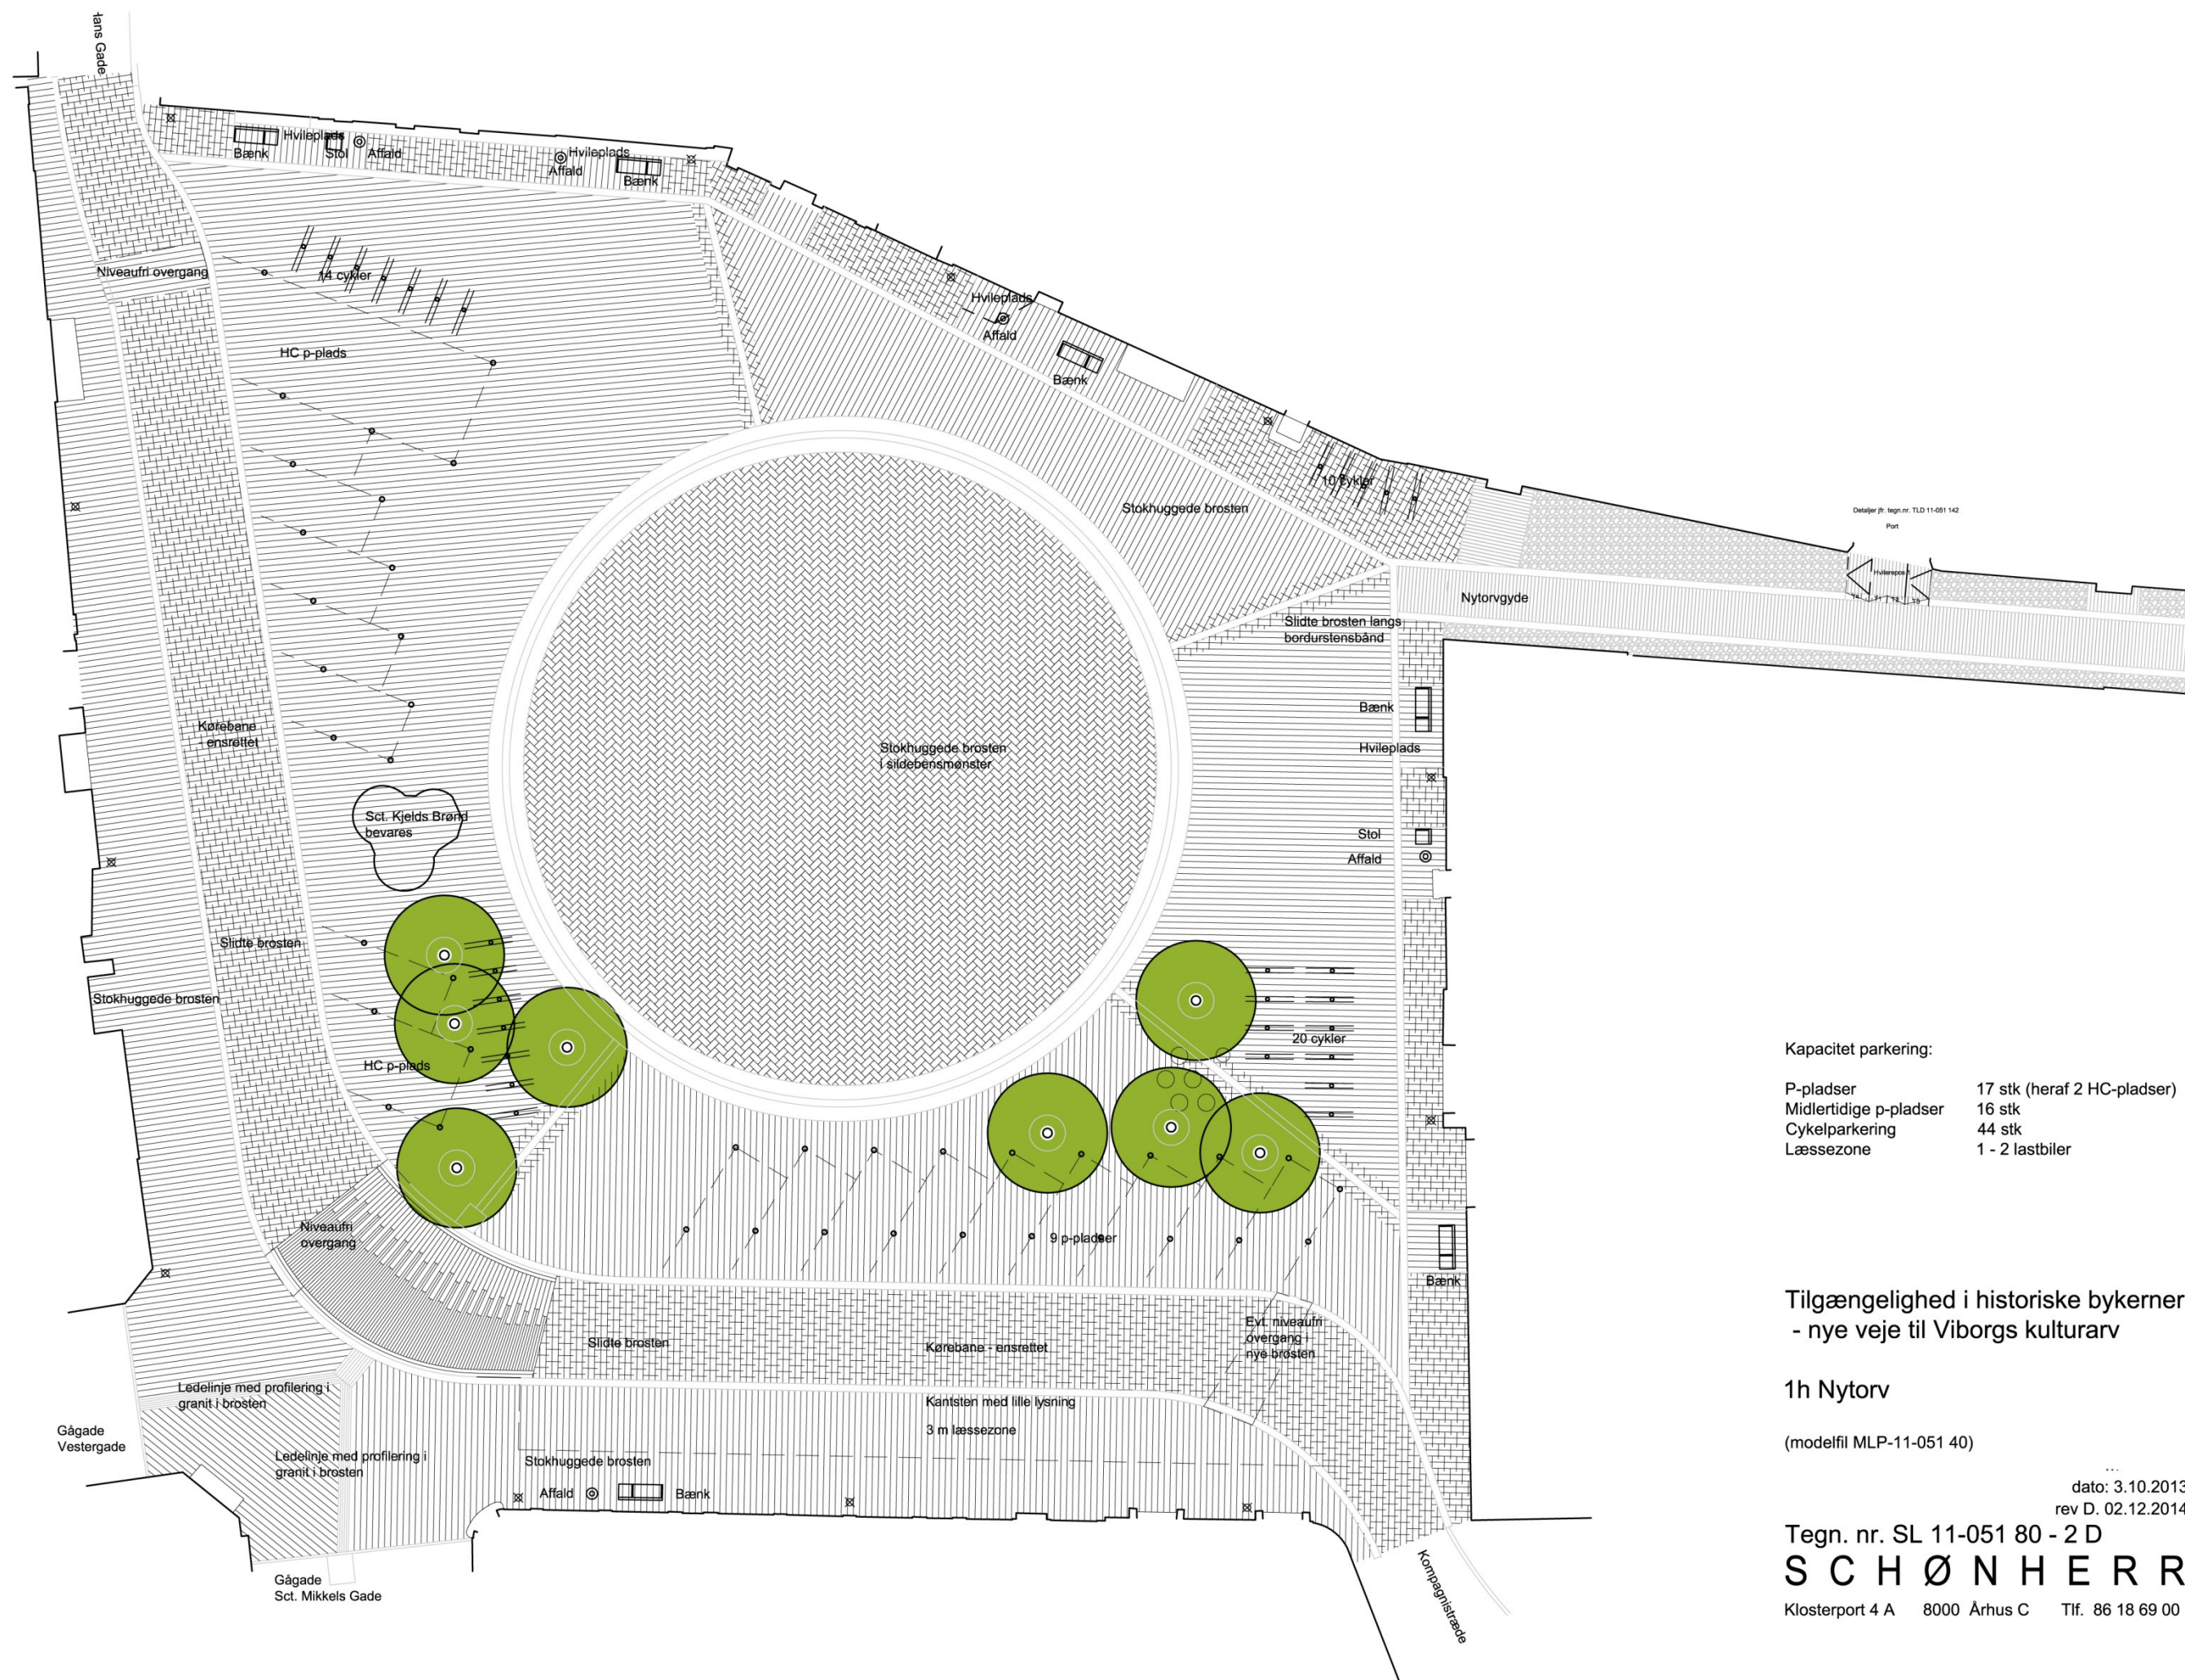 Hans Gade
Hvileplads
Bænk
Stol
Affald
Hvileplads
Affald
Bænk
Niveaufri overgang
14 cykler
Hvileplads
Affald
HC p-plads
Bænk
10 cykler
Stokhuggede brosten
Detaljer jfr. tegn.nr. TLD 11-051 142
Port
Hvilerepos
Nytorvgyde
Slidte brosten langs
bordurstensbånd
Bænk
Kørebane
- ensrettet
Stokhuggede brosten
i sildebensmønster
Hvileplads
Sct. Kjelds Brønd
bevares
Stol
Affald
Slidte brosten
Stokhuggede brosten
20 cykler
HC p-plads
Kapacitet parkering:
P-pladser 17 stk (heraf 2 HC-pladser)
Midlertidige p-pladser 16 stk
Cykelparkering 44 stk
Læssezone 1 - 2 lastbiler
Niveaufri
overgang
9 p-pladser
Bænk
Slidte brosten
Kørebane - ensrettet
Evt. niveaufri
overgang i
nye brosten
Tilgængelighed i historiske bykerner
- nye veje til Viborgs kulturarv
1h Nytorv
(modelfil MLP-11-051 40)
Ledelinje med profilering i
granit i brosten
Kantsten med lille lysning
3 m læssezone
Gågade
Vestergade
Ledelinje med profilering i
granit i brosten
Stokhuggede brosten
Affald
Bænk
dato: 3.10.2013
rev D. 02.12.2014
Tegn. nr. SL 11-051 80 - 2 D
SCHØNHERR
Klosterport 4 A 8000 Århus C Tlf. 86 18 69 00
Gågade
Sct. Mikkels Gade
Kompagnistræde